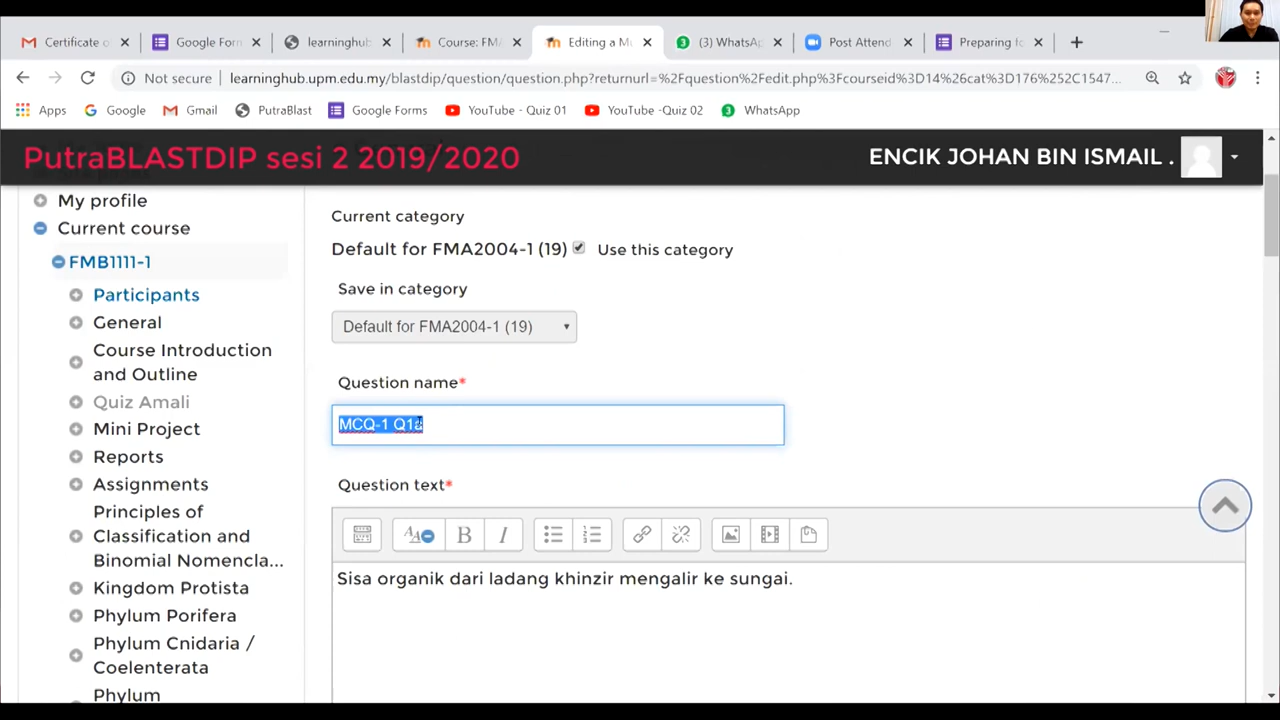 Certificate o
Google For
learninghub
Course: FMA
Editing a Mu
(3) WhatsA
Post Attend
Preparing fo
Not secure
learninghub.upm.edu.my/blastdip/question/question.php?returnurl=%2Fquestion%2Fedit.php%3Fcourseid%3D14%26cat%3D176%252C1547...
Apps
Google
Gmail
PutraBlast
Google Forms
YouTube - Quiz 01
YouTube -Quiz 02
WhatsApp
PutraBLASTDIP sesi 2 2019/2020
ENCIK JOHAN BIN ISMAIL .
My profile
Current course
FMB1111-1
Participants
General
Course Introduction
and Outline
Quiz Amali
Mini Project
Reports
Assignments
Principles of
Classification and
Binomial Nomencla...
Kingdom Protista
Phylum Porifera
Phylum Cnidaria /
Coelenterata
Phylum
Current category
Default for FMA2004-1 (19)
Use this category
Save in category
Default for FMA2004-1 (19)
Question name*
MCQ-1 Q1a
Question text*
Sisa organik dari ladang khinzir mengalir ke sungai.